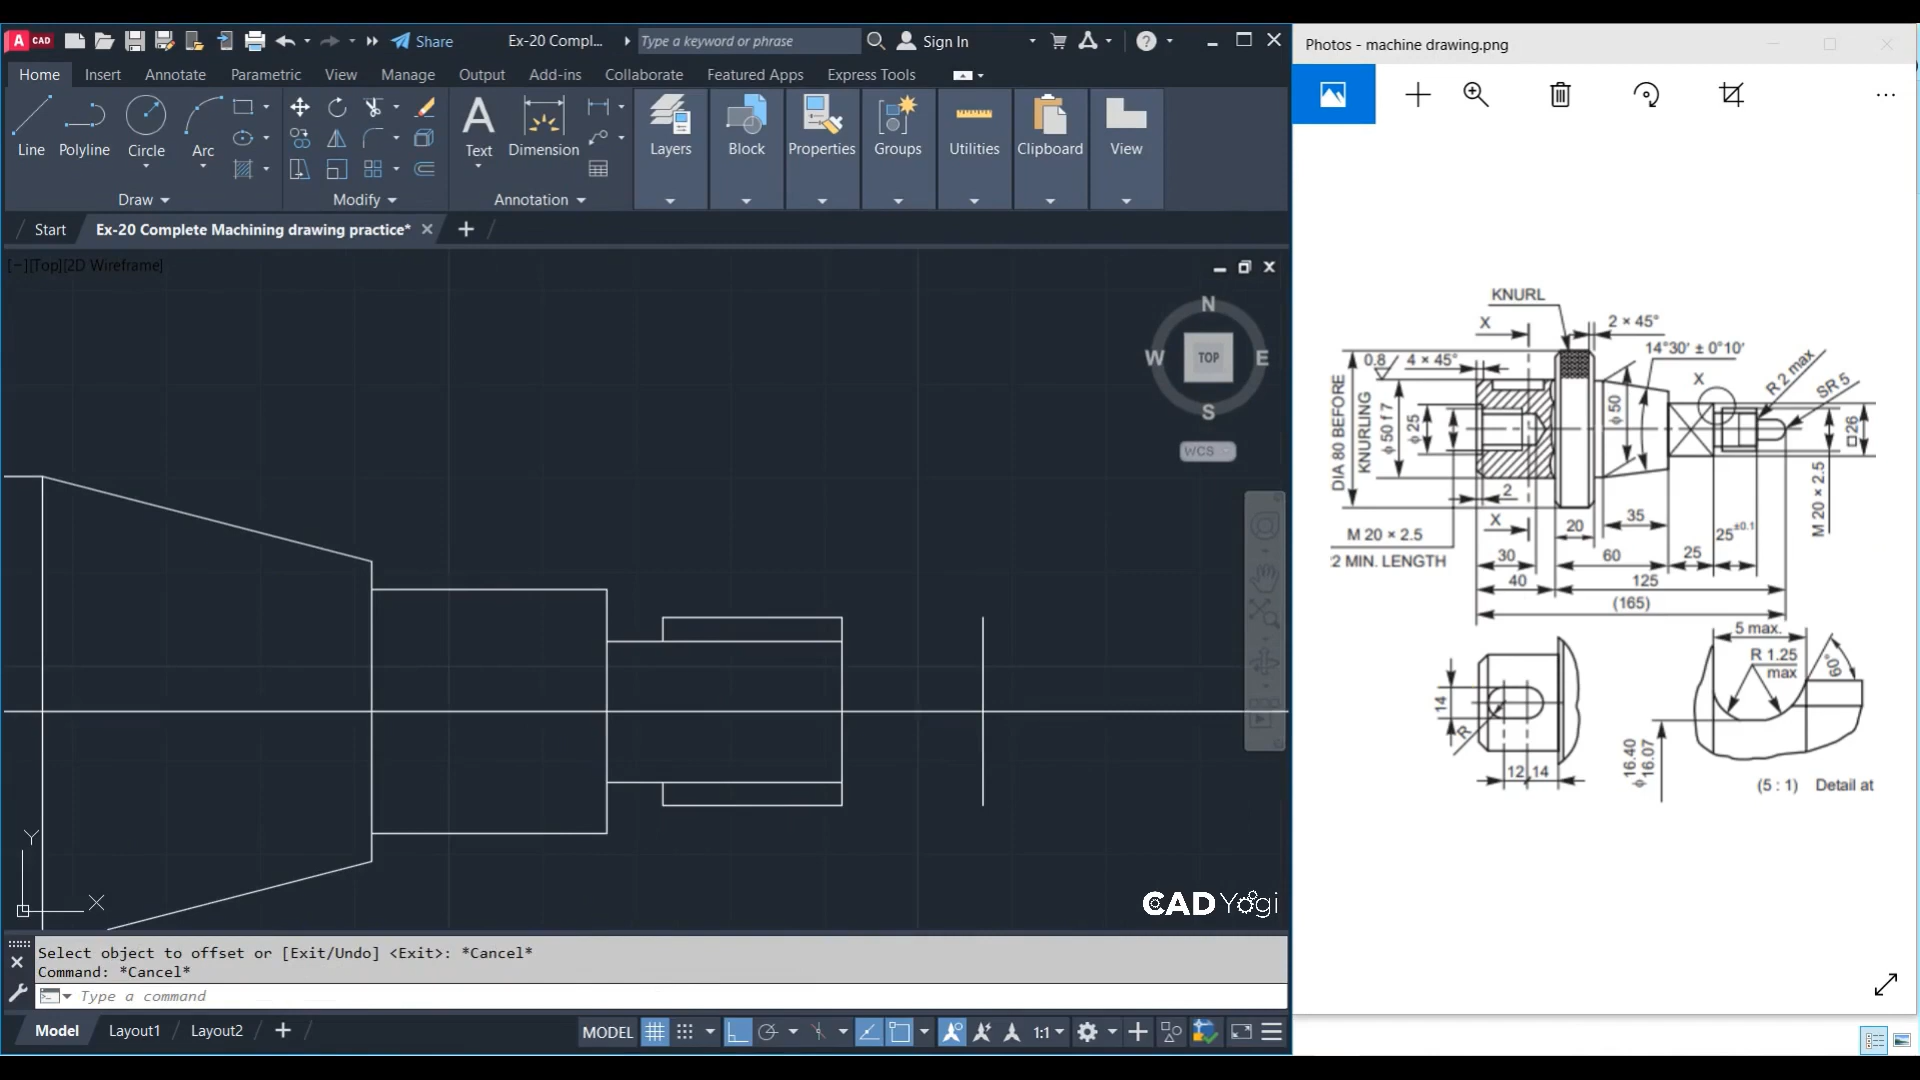 A CAD
Share
Ex-20 Compl...
Type a keyword or phrase
Sign In
Home Insert Annotate Parametric View Manage Output Add-ins Collaborate Featured Apps Express Tools
Line Polyline Circle Arc
Text Dimension
Layers Block Properties Groups Utilities Clipboard View
Draw Modify Annotation
Start Ex-20 Complete Machining drawing practice*
[−][Top][2D Wireframe]
N
W TOP E
S
WCS
Y
X
CAD Yogi
Select object to offset or [Exit/Undo] <Exit>: *Cancel*
Command: *Cancel*
Type a command
Model Layout1 Layout2
MODEL 1:1
Photos - machine drawing.png
KNURL
X
2 × 45°
14°30' ± 0°10'
0.8
4 × 45°
X
R 2 max
SR 5
DIA 80 BEFORE
KNURLING
ϕ 50 f 7
ϕ 25
ϕ 50
□26
M 20 × 2.5
2
X
20
35
25±0.1
M 20 × 2.5
2 MIN. LENGTH
30
60
25
40
125
(165)
5 max.
R 1.25
max
60°
14
R
12 14
ϕ 16.40
16.07
(5 : 1) Detail at